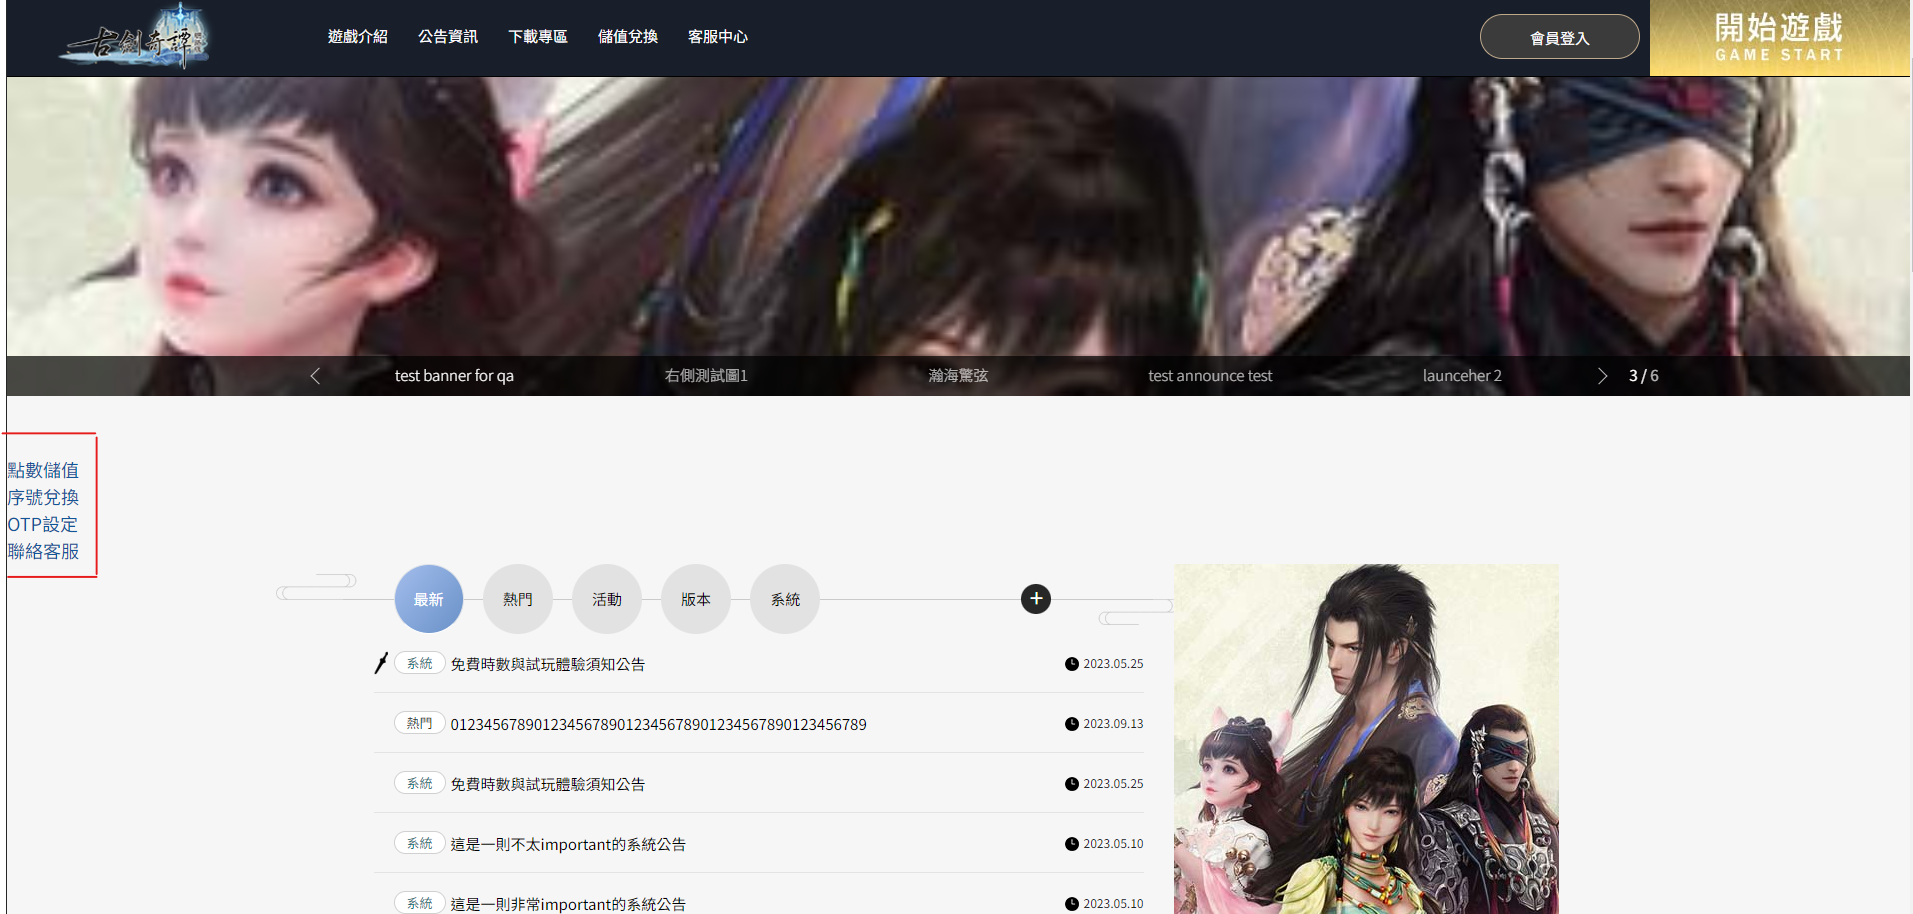 古劍奇譚
遊戲介紹 公告資訊 下載專區 儲值兌換 客服中心
會員登入
開始遊戲
GAME START
test banner for qa 右側測試圖1 瀚海驚弦 test announce test launceher 2 3 / 6
點數儲值
序號兌換
OTP設定
聯絡客服
最新 熱門 活動 版本 系統 +
系統 免費時數與試玩體驗須知公告 2023.05.25
熱門 01234567890123456789012345678901234567890123456789 2023.09.13
系統 免費時數與試玩體驗須知公告 2023.05.25
系統 這是一則不太important的系統公告 2023.05.10
系統 這是一則非常important的系統公告 2023.05.10